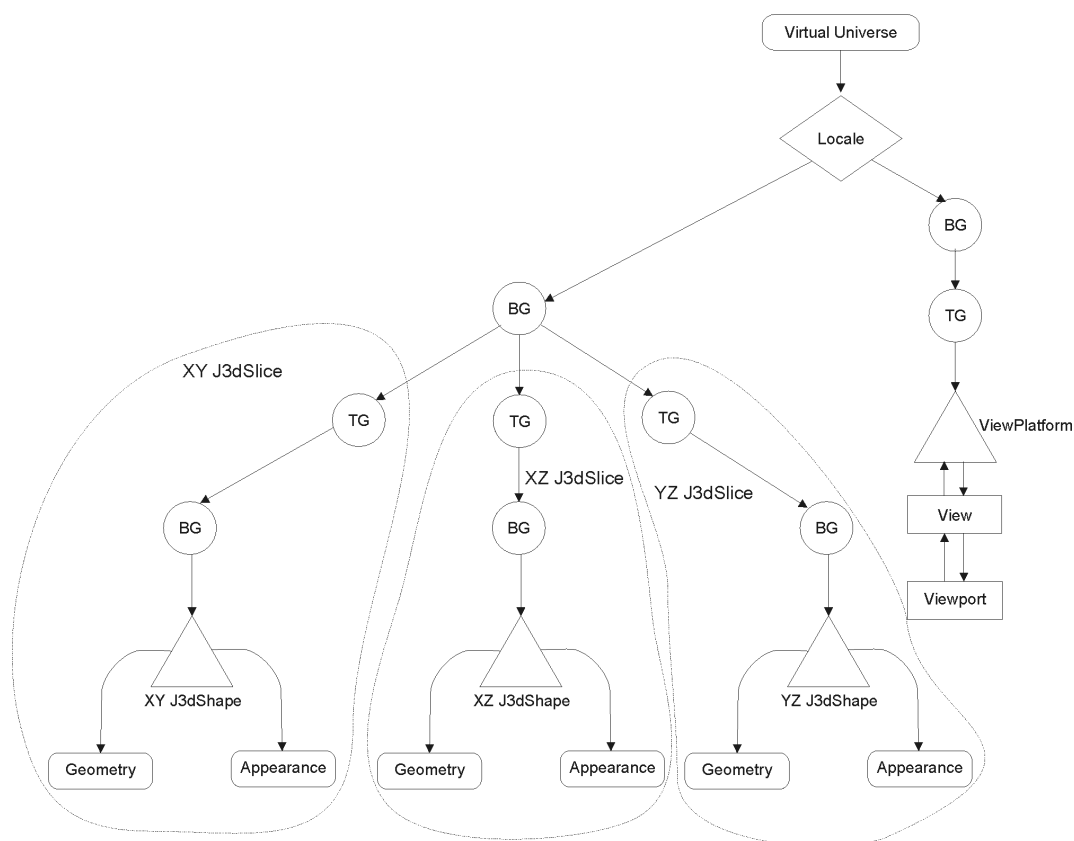 Virtual Universe
Locale
BG
TG
ViewPlatform
View
Viewport
BG
XY J3dSlice
TG
BG
XY J3dShape
Geometry
Appearance
TG
XZ J3dSlice
BG
XZ J3dShape
Geometry
Appearance
TG
YZ J3dSlice
BG
YZ J3dShape
Geometry
Appearance